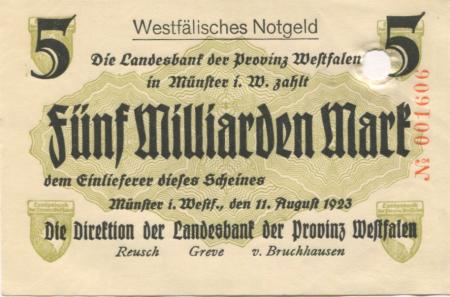 Westfälisches Notgeld
5 5
Die Landesbank der Provinz Westfalen
in Münster i. W. zahlt
Fünf Milliarden Mark
dem Einlieferer dieses Scheines
Münster i. Westf., den 11. August 1923
Die Direktion der Landesbank der Provinz Westfalen
Reusch Greve v. Bruchhausen
№ 001606